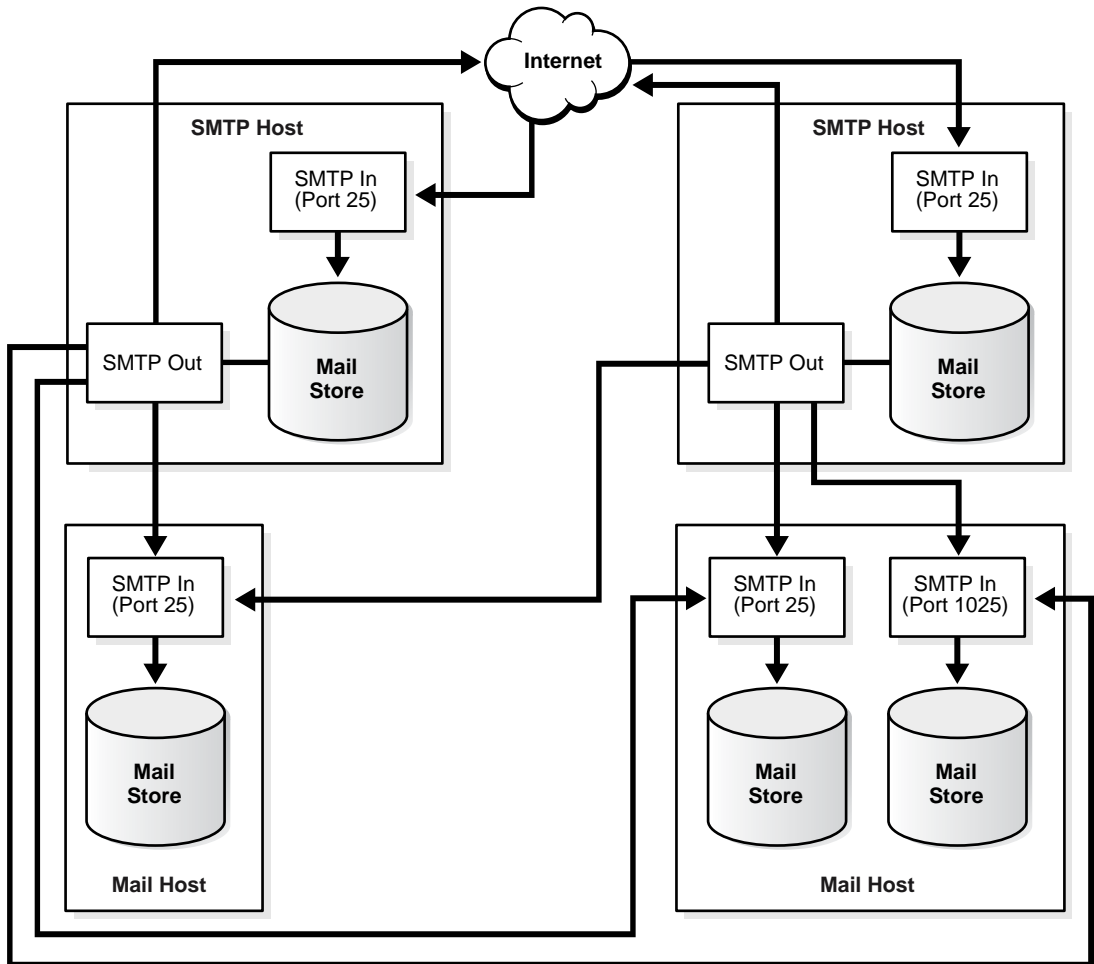 Internet
SMTP Host
SMTP In
(Port 25)
SMTP Out
Mail
Store
SMTP Host
SMTP In
(Port 25)
SMTP Out
Mail
Store
SMTP In
(Port 25)
Mail
Store
Mail Host
SMTP In
(Port 25)
SMTP In
(Port 1025)
Mail
Store
Mail
Store
Mail Host